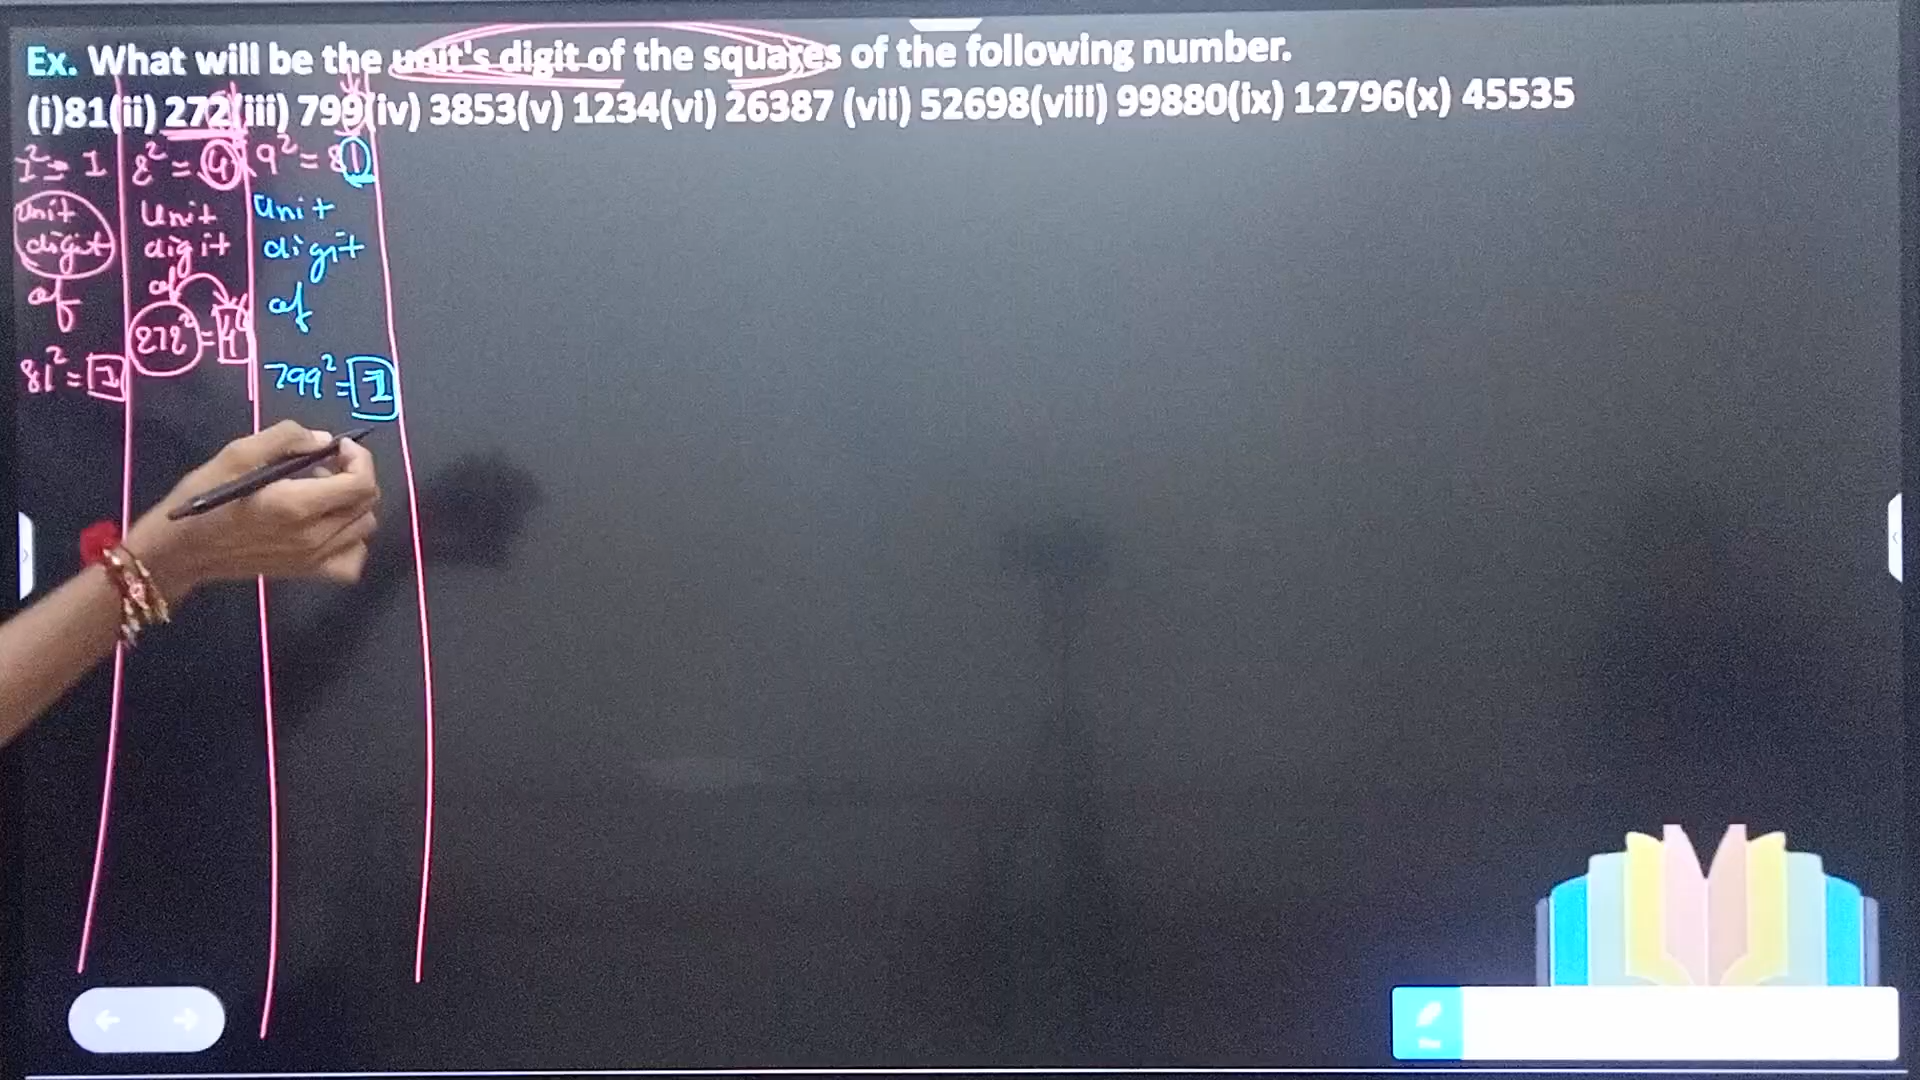 Ex. What will be the unit's digit of the squares of the following number.
(i)81(ii) 272(iii) 799(iv) 3853(v) 1234(vi) 26387 (vii) 52698(viii) 99880(ix) 12796(x) 45535
1² = 1
unit
digit
of
81² = 1
2² = 4
Unit
digit
of
272² = 4
9² = 81
Unit
digit
of
799² = 1